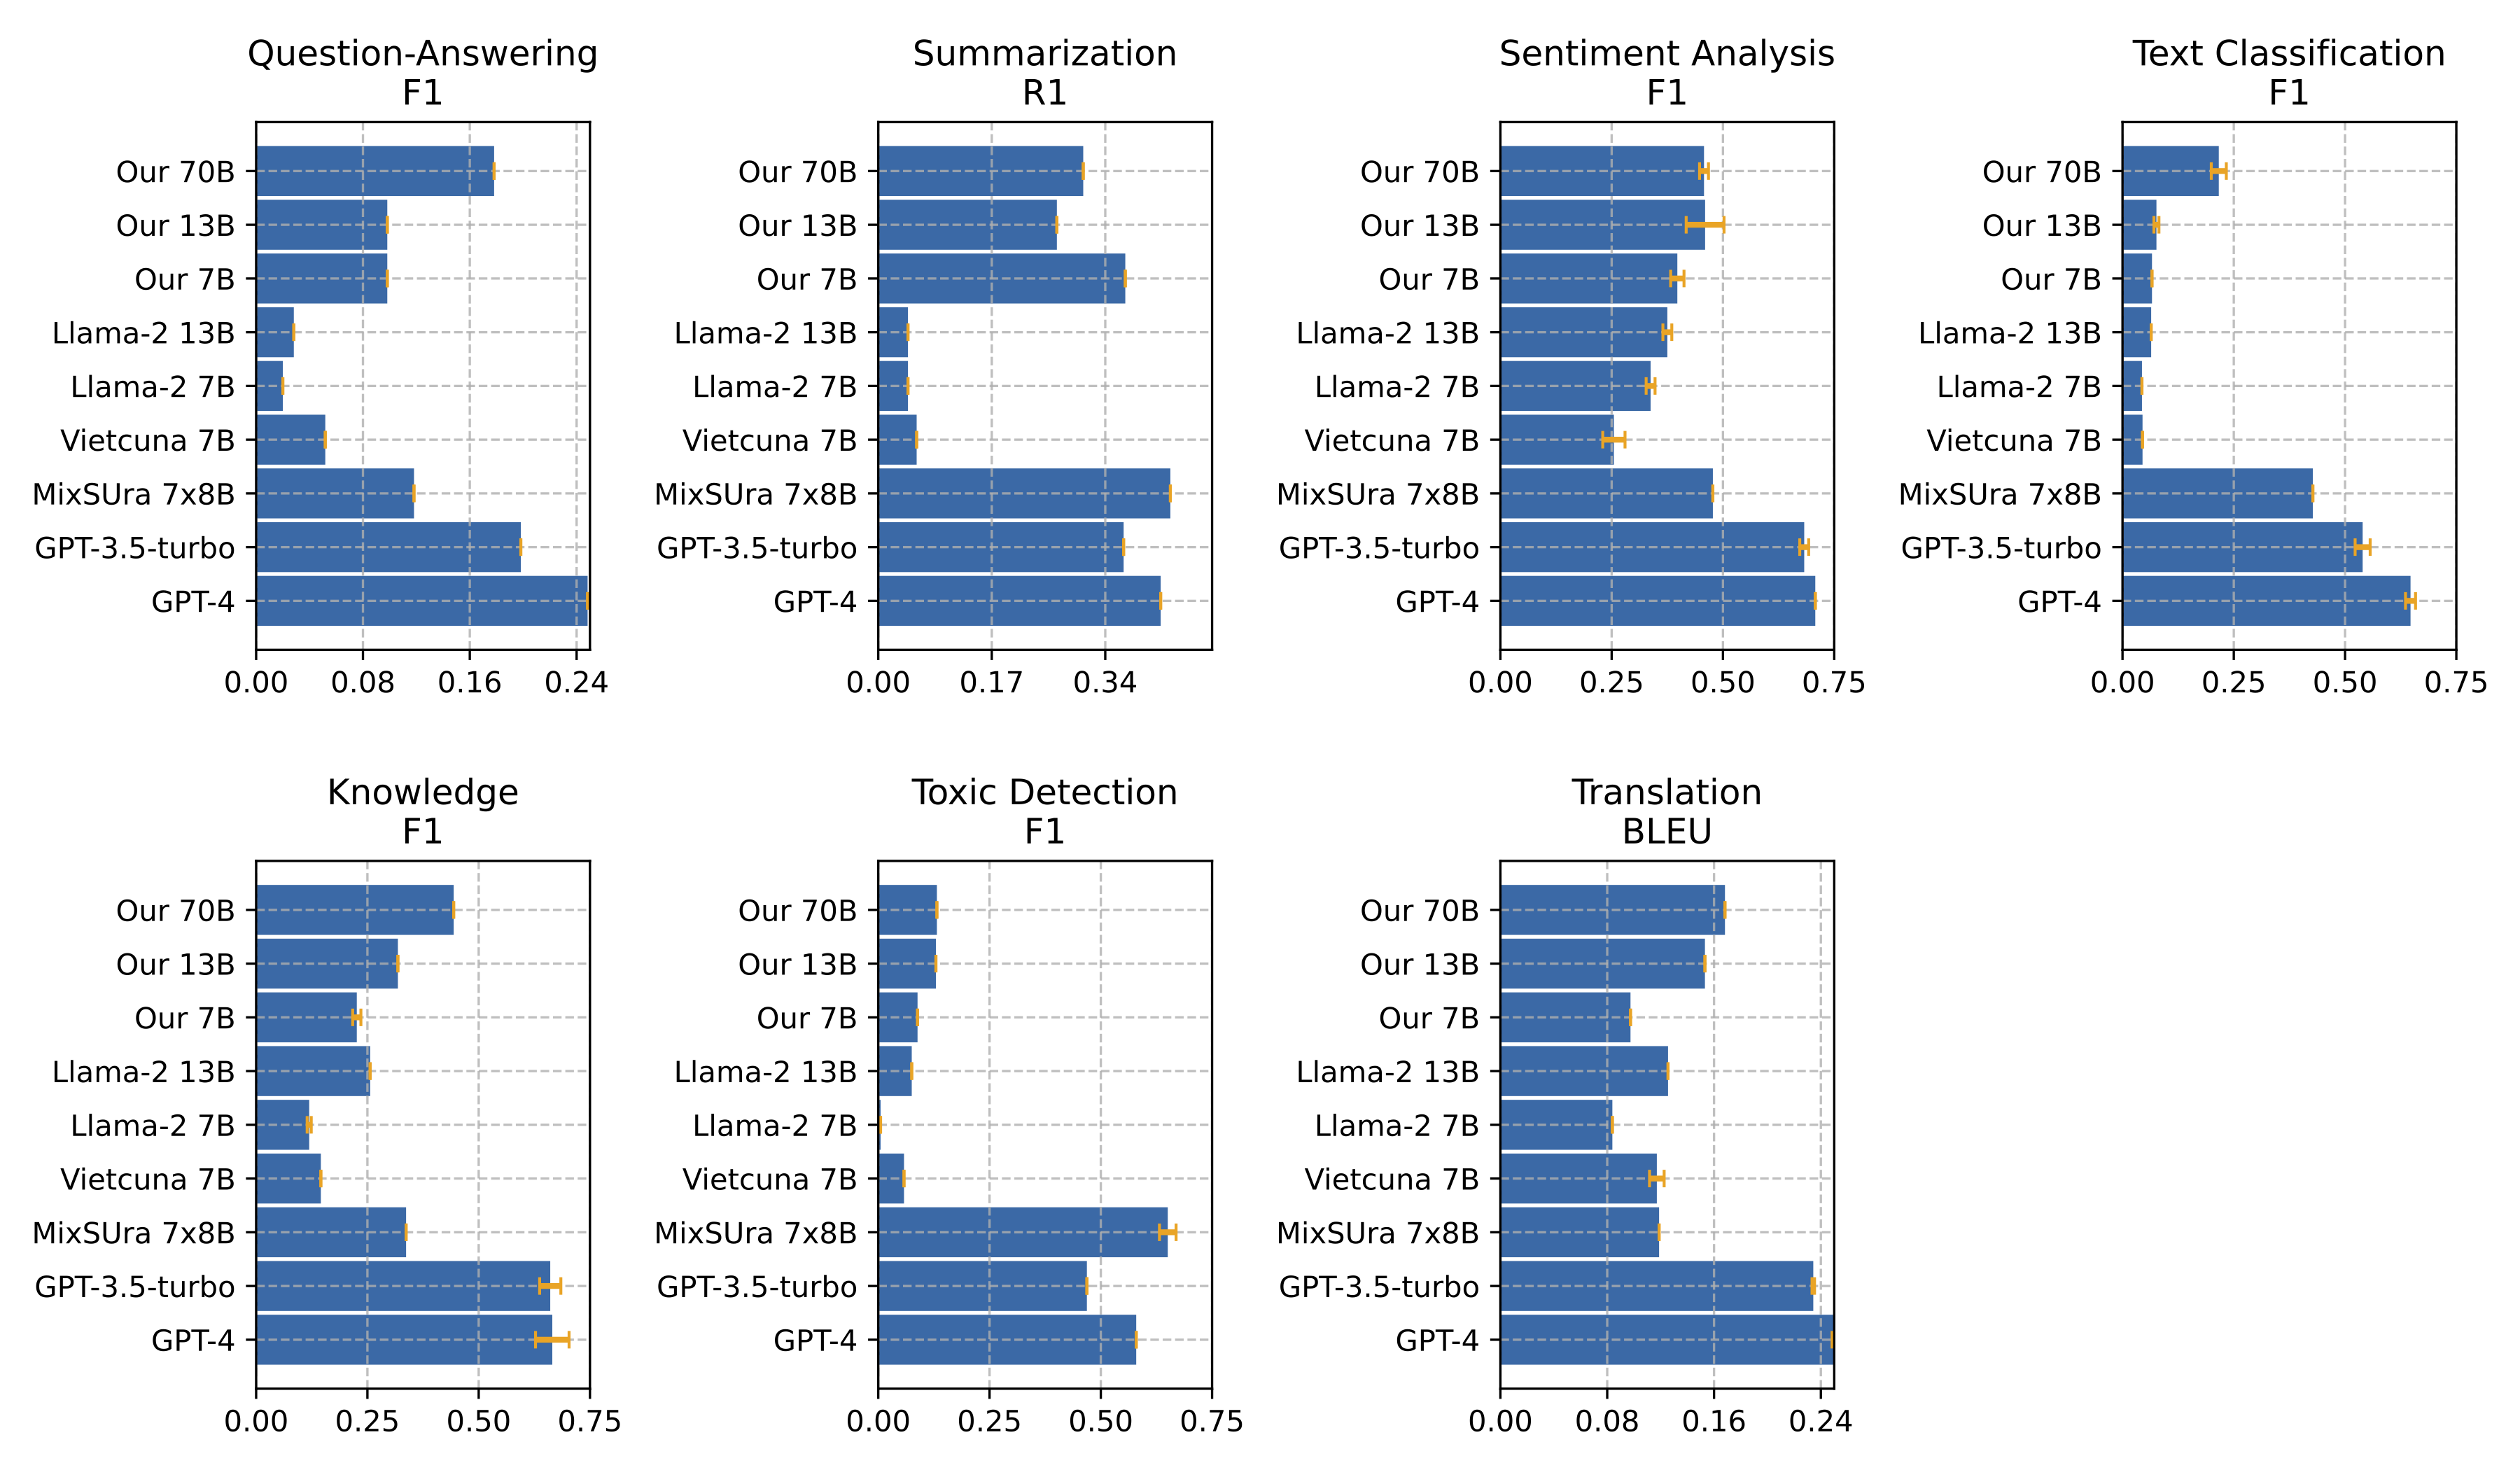 Question-Answering
F1
Our 70B
Our 13B
Our 7B
Llama-2 13B
Llama-2 7B
Vietcuna 7B
MixSUra 7x8B
GPT-3.5-turbo
GPT-4
0.00 0.08 0.16 0.24
Summarization
R1
Our 70B
Our 13B
Our 7B
Llama-2 13B
Llama-2 7B
Vietcuna 7B
MixSUra 7x8B
GPT-3.5-turbo
GPT-4
0.00 0.17 0.34
Sentiment Analysis
F1
Our 70B
Our 13B
Our 7B
Llama-2 13B
Llama-2 7B
Vietcuna 7B
MixSUra 7x8B
GPT-3.5-turbo
GPT-4
0.00 0.25 0.50 0.75
Text Classification
F1
Our 70B
Our 13B
Our 7B
Llama-2 13B
Llama-2 7B
Vietcuna 7B
MixSUra 7x8B
GPT-3.5-turbo
GPT-4
0.00 0.25 0.50 0.75
Knowledge
F1
Our 70B
Our 13B
Our 7B
Llama-2 13B
Llama-2 7B
Vietcuna 7B
MixSUra 7x8B
GPT-3.5-turbo
GPT-4
0.00 0.25 0.50 0.75
Toxic Detection
F1
Our 70B
Our 13B
Our 7B
Llama-2 13B
Llama-2 7B
Vietcuna 7B
MixSUra 7x8B
GPT-3.5-turbo
GPT-4
0.00 0.25 0.50 0.75
Translation
BLEU
Our 70B
Our 13B
Our 7B
Llama-2 13B
Llama-2 7B
Vietcuna 7B
MixSUra 7x8B
GPT-3.5-turbo
GPT-4
0.00 0.08 0.16 0.24